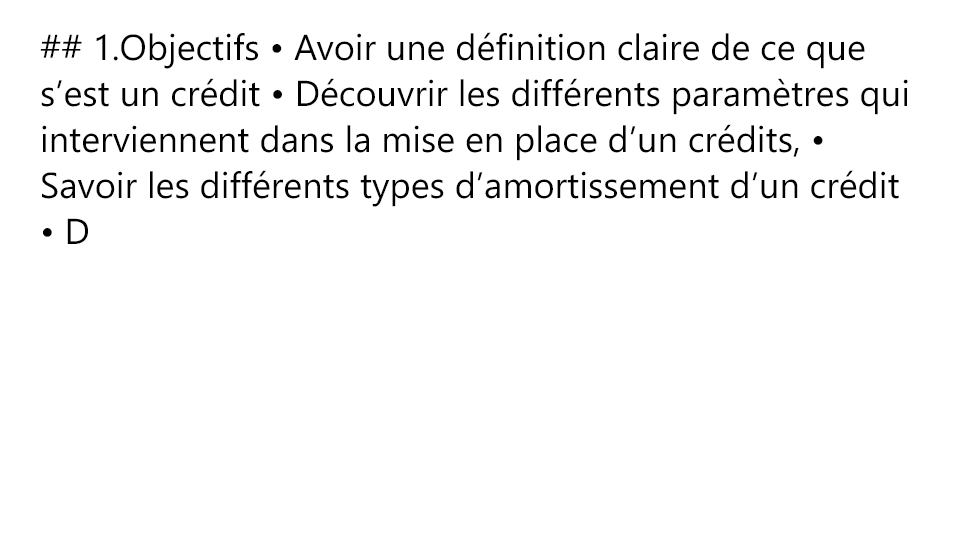 ## 1.Objectifs • Avoir une définition claire de ce que
s’est un crédit • Découvrir les différents paramètres qui
interviennent dans la mise en place d’un crédits, •
Savoir les différents types d’amortissement d’un crédit
• D